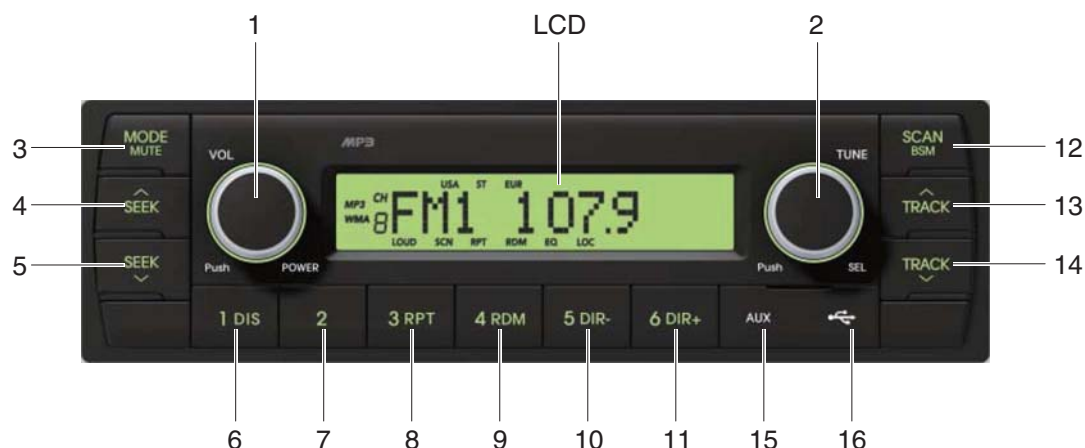 1 LCD 2
MP3
3 MODE SCAN 12
MUTE BSM
VOL TUNE
4 SEEK TRACK 13
USA ST EUR
MP3 CH FM1 107.9
WMA 8
LOUD SCN RPT RDM EQ LOC
5 SEEK TRACK 14
Push POWER Push SEL
1 DIS 2 3 RPT 4 RDM 5 DIR- 6 DIR+ AUX
6 7 8 9 10 11 15 16